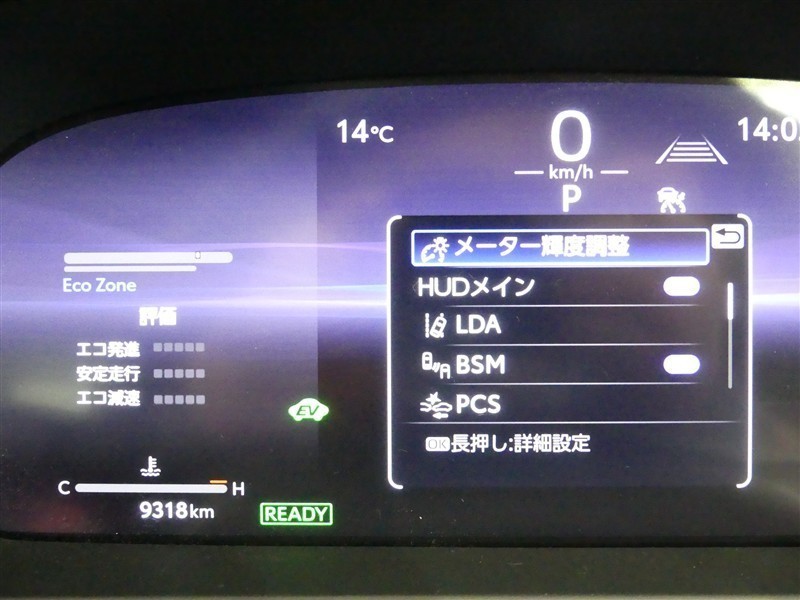 14℃
0
km/h
P
14:0
メーター輝度調整
HUDメイン
LDA
BSM
PCS
OK長押し:詳細設定
Eco Zone
評価
エコ発進
安定走行
エコ減速
EV
C
H
9318km
READY